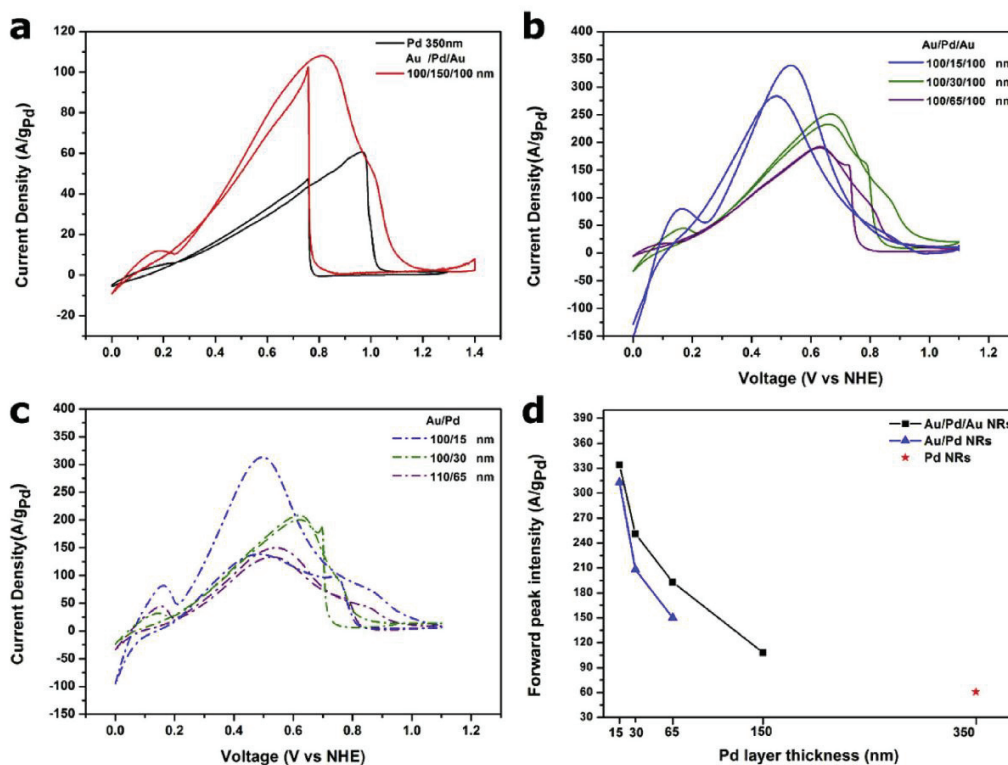 a
Current Density (A/gPd)
120
100
80
60
40
20
0
-20
0.0 0.2 0.4 0.6 0.8 1.0 1.2 1.4
Pd 350nm
Au /Pd/Au
100/150/100 nm
b
Current Density(A/gPd)
400
350
300
250
200
150
100
50
0
-50
-100
-150
0.0 0.2 0.4 0.6 0.8 1.0 1.2
Voltage (V vs NHE)
Au/Pd/Au
100/15/100 nm
100/30/100 nm
100/65/100 nm
c
Current Density(A/gPd)
400
350
300
250
200
150
100
50
0
-50
-100
-150
0.0 0.2 0.4 0.6 0.8 1.0 1.2
Voltage (V vs NHE)
Au/Pd
100/15 nm
100/30 nm
110/65 nm
d
Forward peak intensity (A/gPd)
390
360
330
300
270
240
210
180
150
120
90
60
30
15 30 65 150 350
Pd layer thickness (nm)
Au/Pd/Au NRs
Au/Pd NRs
Pd NRs